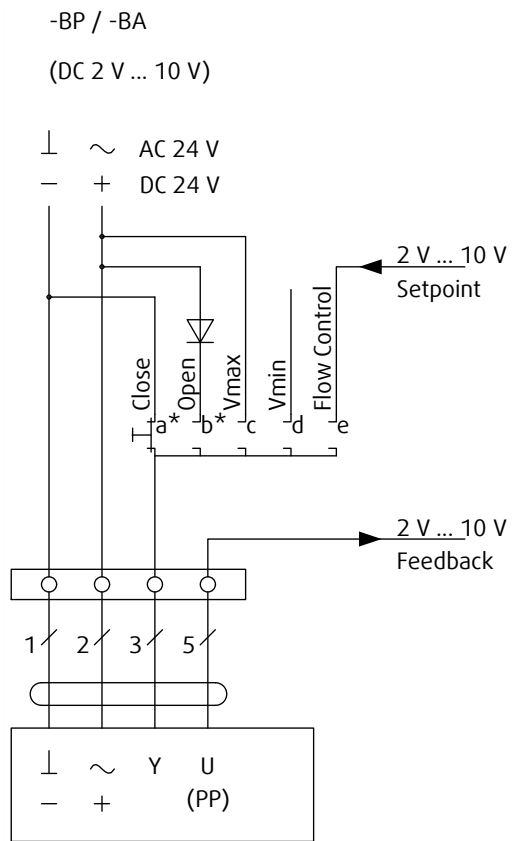 -BP / -BA
(DC 2 V ... 10 V)
⊥ ~ AC 24 V
− + DC 24 V
2 V ... 10 V
Setpoint
Close
Open
Vmax
Vmin
Flow Control
a* b* c d e
2 V ... 10 V
Feedback
1 2 3 5
⊥ ~ Y U
− + (PP)